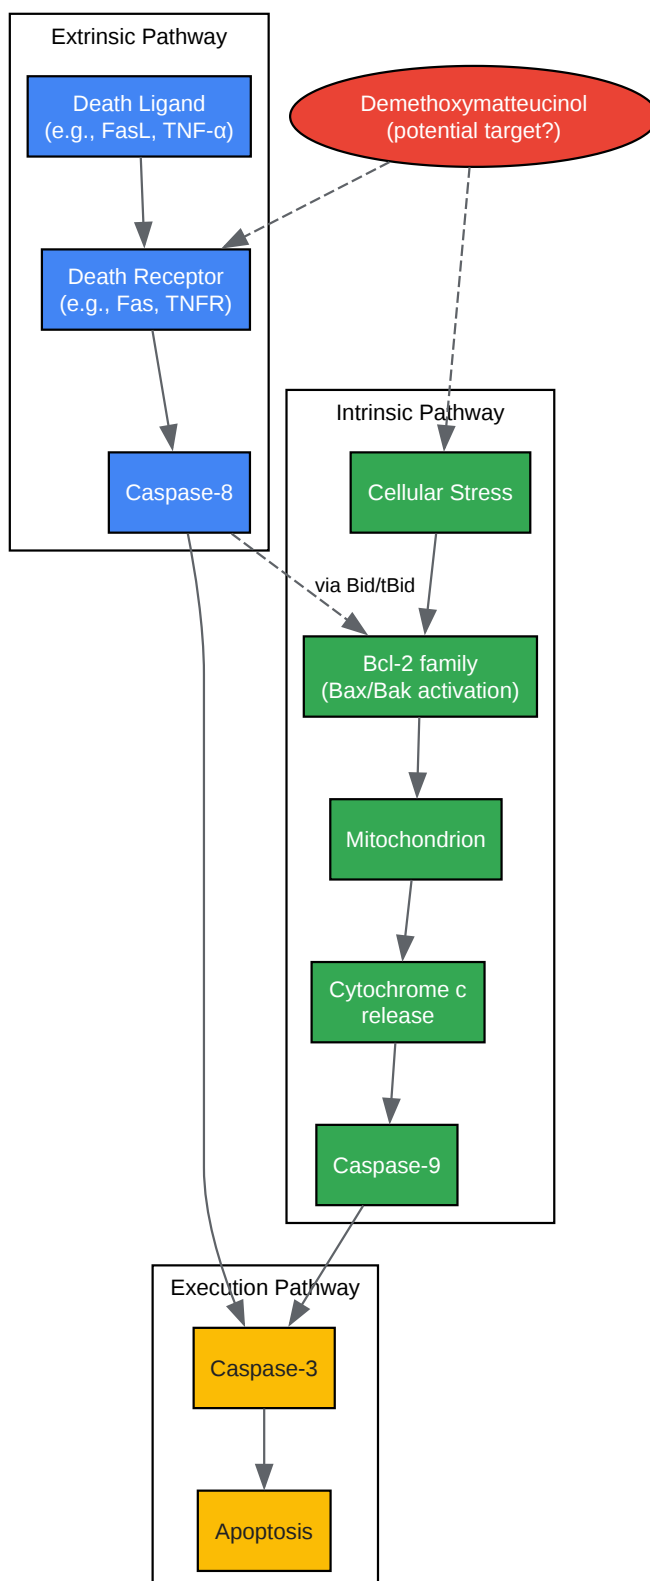 Extrinsic Pathway
Death Ligand
(e.g., FasL, TNF-α)
Demethoxymatteucinol
(potential target?)
Death Receptor
(e.g., Fas, TNFR)
Intrinsic Pathway
Caspase-8
Cellular Stress
via Bid/tBid
Bcl-2 family
(Bax/Bak activation)
Mitochondrion
Cytochrome c
release
Caspase-9
Execution Pathway
Caspase-3
Apoptosis